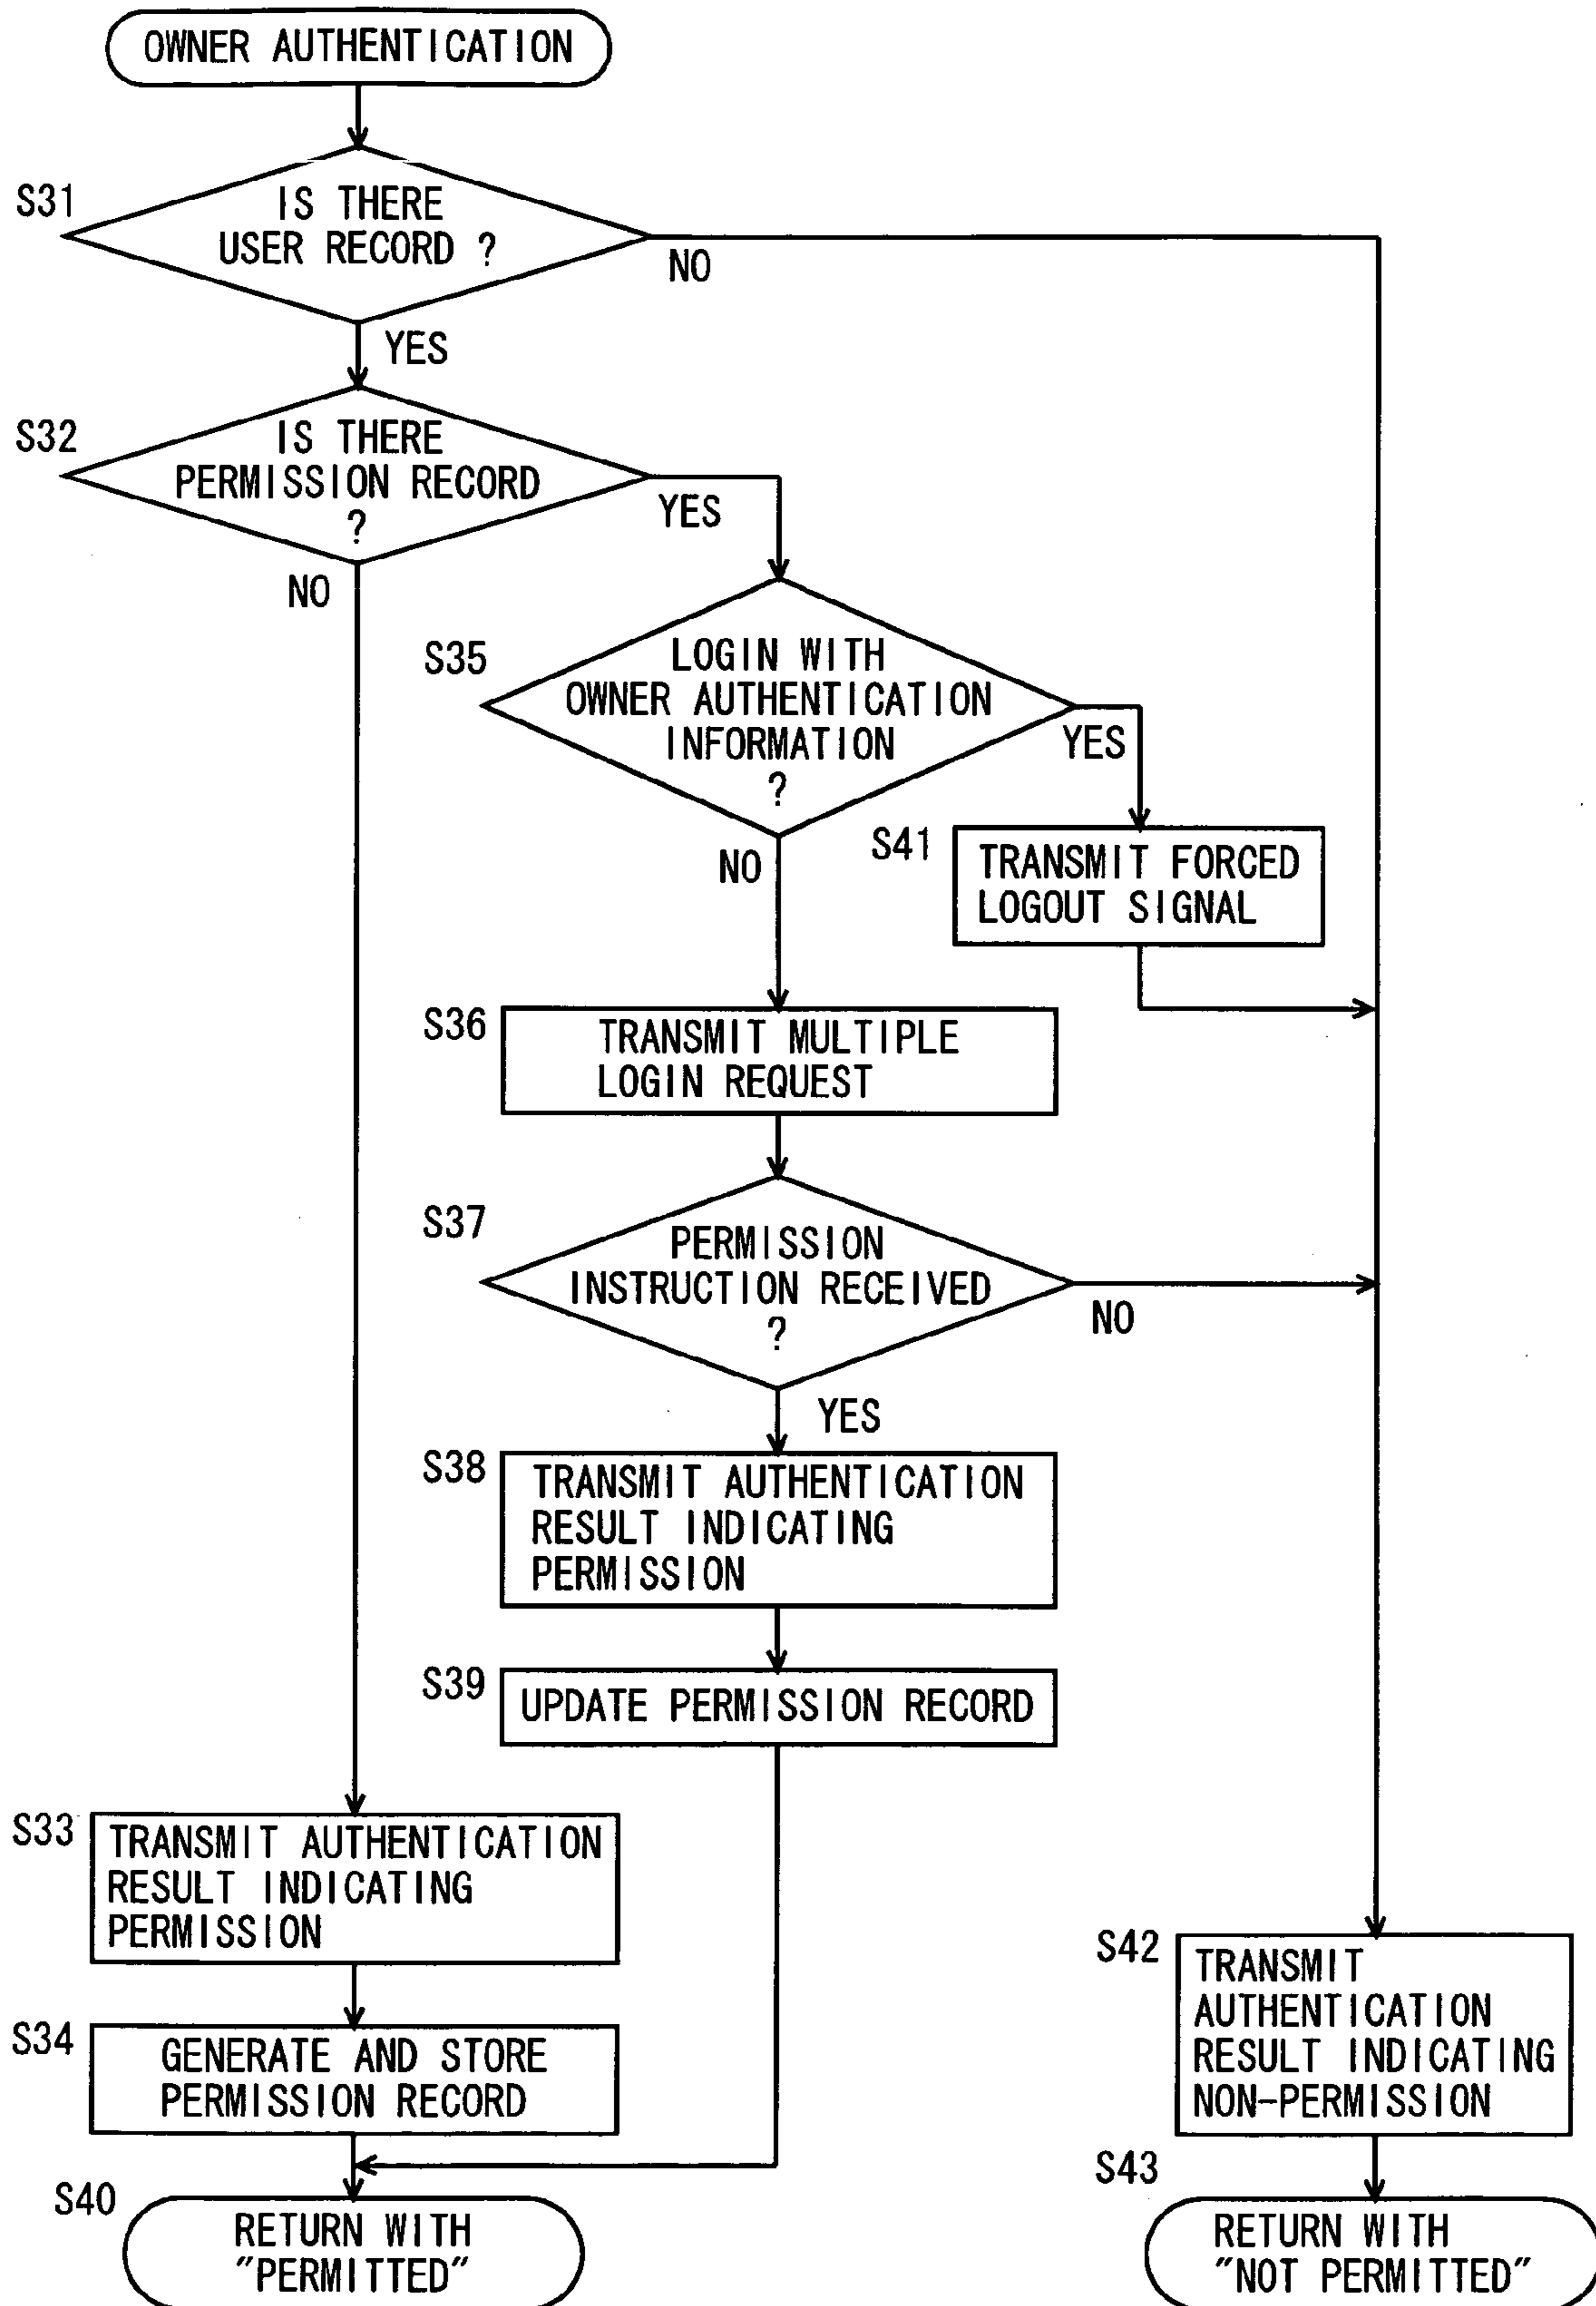 OWNER AUTHENTICATION
S31
IS THERE
USER RECORD ?
NO
YES
S32
IS THERE
PERMISSION RECORD
?
YES
NO
S35
LOGIN WITH
OWNER AUTHENTICATION
INFORMATION
?
YES
NO
S41
TRANSMIT FORCED
LOGOUT SIGNAL
S36
TRANSMIT MULTIPLE
LOGIN REQUEST
S37
PERMISSION
INSTRUCTION RECEIVED
?
NO
YES
S38
TRANSMIT AUTHENTICATION
RESULT INDICATING
PERMISSION
S39
UPDATE PERMISSION RECORD
S33
TRANSMIT AUTHENTICATION
RESULT INDICATING
PERMISSION
S34
GENERATE AND STORE
PERMISSION RECORD
S40
RETURN WITH
"PERMITTED"
S42
TRANSMIT
AUTHENTICATION
RESULT INDICATING
NON-PERMISSION
S43
RETURN WITH
"NOT PERMITTED"